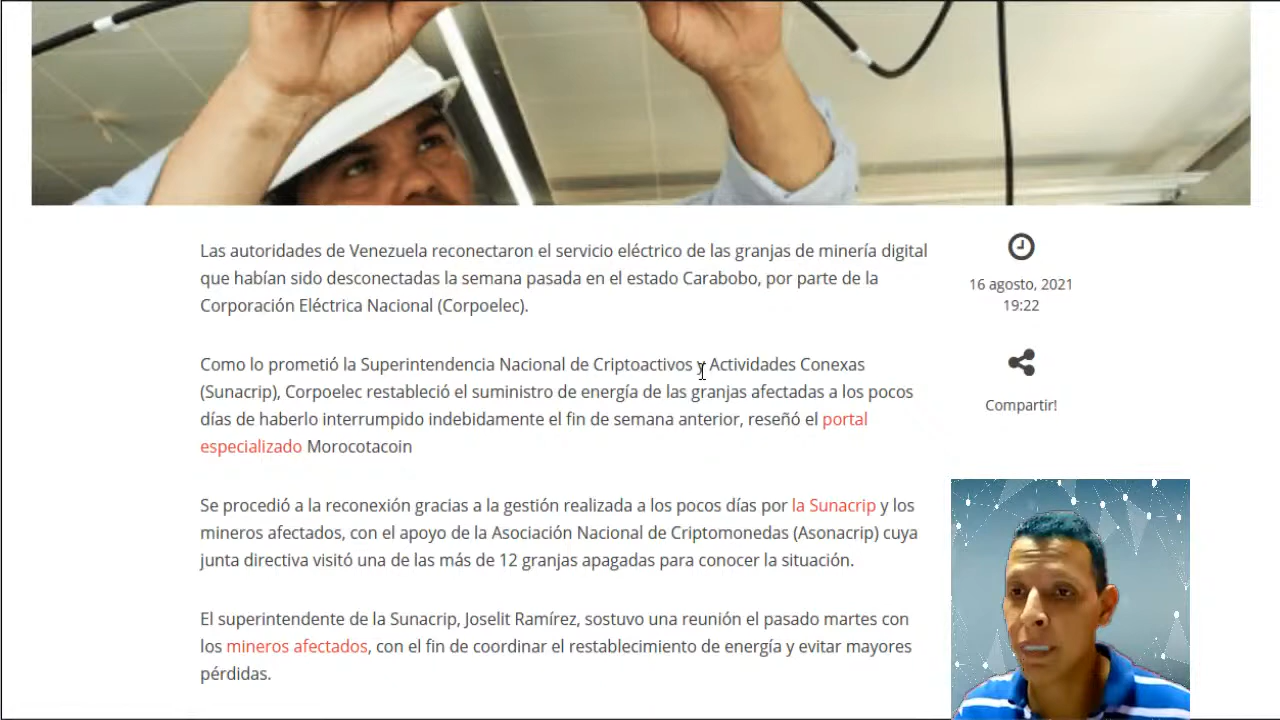 Las autoridades de Venezuela reconectaron el servicio eléctrico de las granjas de minería digital
que habían sido desconectadas la semana pasada en el estado Carabobo, por parte de la
Corporación Eléctrica Nacional (Corpoelec).
Como lo prometió la Superintendencia Nacional de Criptoactivos y Actividades Conexas
(Sunacrip), Corpoelec restableció el suministro de energía de las granjas afectadas a los pocos
días de haberlo interrumpido indebidamente el fin de semana anterior, reseñó el portal
especializado Morocotacoin
Se procedió a la reconexión gracias a la gestión realizada a los pocos días por la Sunacrip y los
mineros afectados, con el apoyo de la Asociación Nacional de Criptomonedas (Asonacrip) cuya
junta directiva visitó una de las más de 12 granjas apagadas para conocer la situación.
El superintendente de la Sunacrip, Joselit Ramírez, sostuvo una reunión el pasado martes con
los mineros afectados, con el fin de coordinar el restablecimiento de energía y evitar mayores
pérdidas.
16 agosto, 2021
19:22
Compartir!